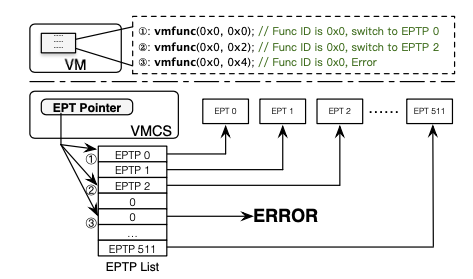 ①: vmfunc(0x0, 0x0); // Func ID is 0x0, switch to EPTP 0
②: vmfunc(0x0, 0x2); // Func ID is 0x0, switch to EPTP 2
③: vmfunc(0x0, 0x4); // Func ID is 0x0, Error
VM
EPT Pointer
VMCS
EPT 0
EPT 1
EPT 2
......
EPT 511
①
②
③
EPTP 0
EPTP 1
EPTP 2
0
0
...
EPTP 511
ERROR
EPTP List